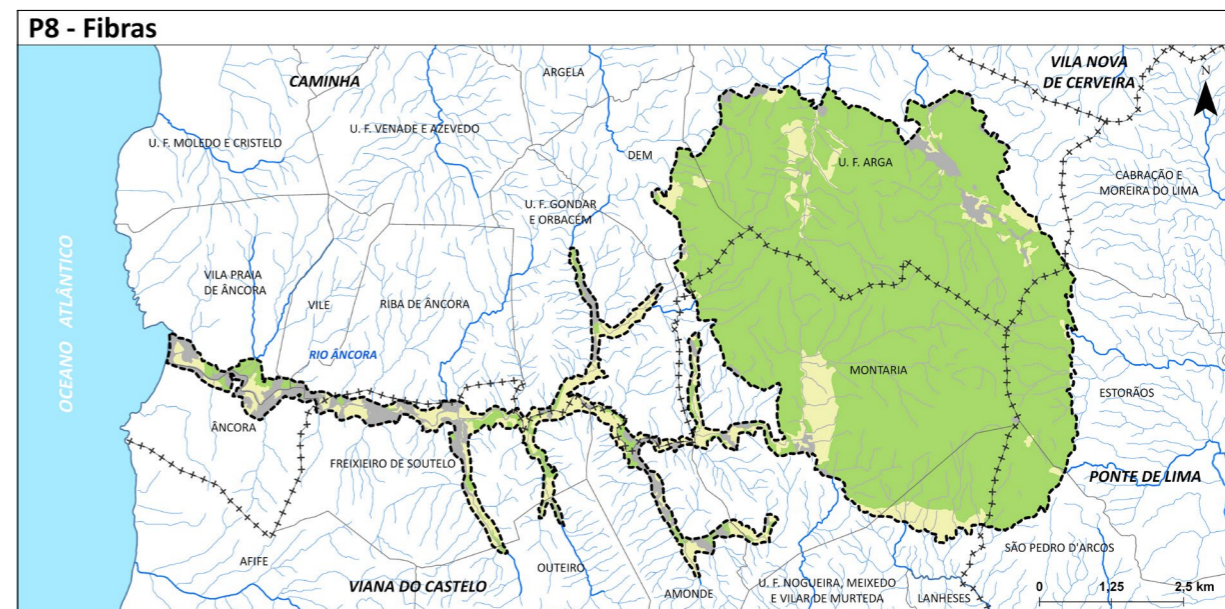 P8 - Fibras
CAMINHA
ARGELA
VILA NOVA
DE CERVEIRA
N
U. F. MOLEDO E CRISTELO
U. F. VENADE E AZEVEDO
DEM
U. F. ARGA
CABRAÇÃO E
MOREIRA DO LIMA
U. F. GONDAR
E ORBACÉM
OCEANO ATLÂNTICO
VILA PRAIA
DE ÂNCORA
VILE
RIBA DE ÂNCORA
RIO ÂNCORA
MONTARIA
ESTORÃOS
ÂNCORA
FREIXIEIRO DE SOUTELO
PONTE DE LIMA
AFIFE
VIANA DO CASTELO
OUTEIRO
AMONDE
U. F. NOGUEIRA, MEIXEDO
E VILAR DE MURTEDA
LANHESES
SÃO PEDRO D'ARCOS
0 1,25 2,5 km